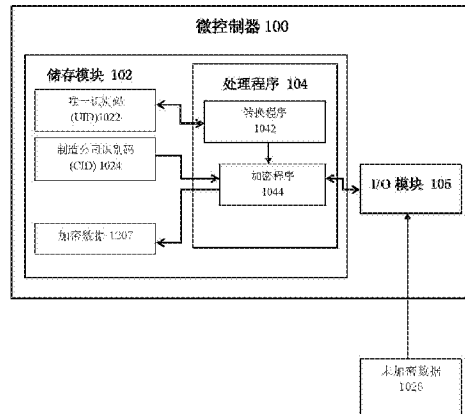 微控制器 100
储存模块 102
处理程序 104
唯一识别码
(UID)1022
转换程序
1042
制造公司识别码
(CID) 1024
加密程序
1044
I/O 模块 106
加密数据
未加密数据
1026